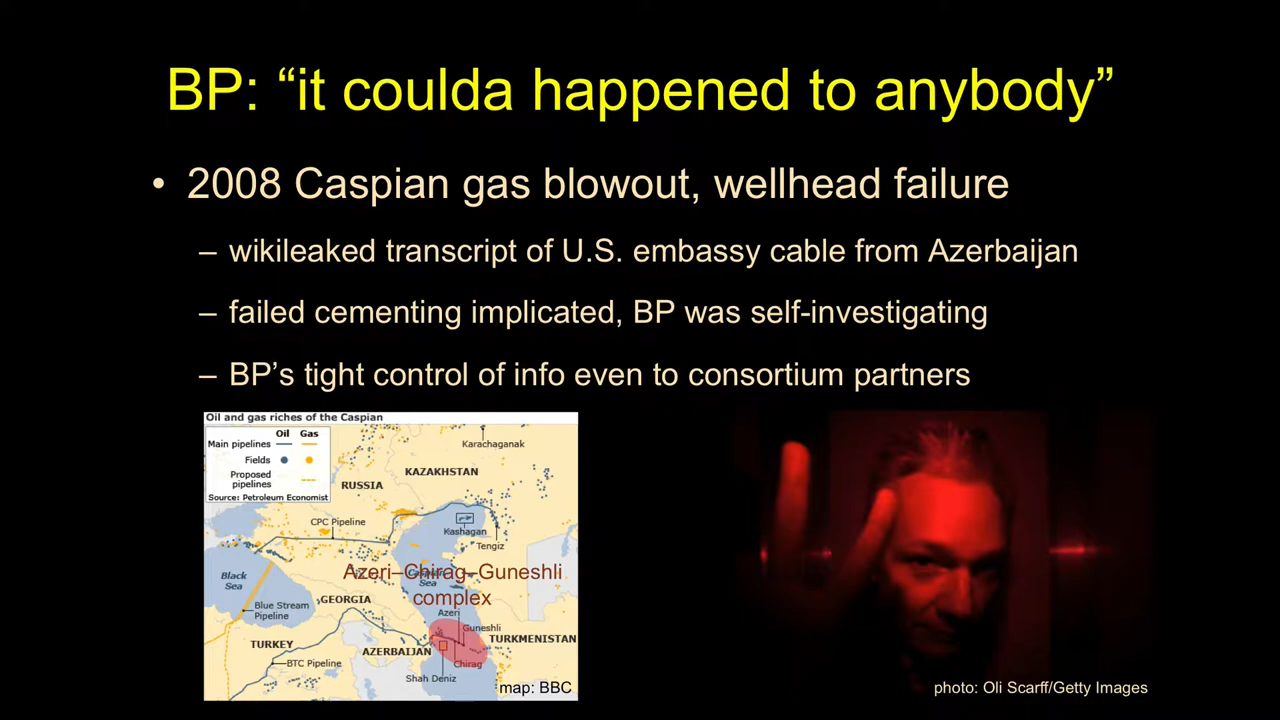 BP: “it coulda happened to anybody”
• 2008 Caspian gas blowout, wellhead failure
– wikileaked transcript of U.S. embassy cable from Azerbaijan
– failed cementing implicated, BP was self-investigating
– BP’s tight control of info even to consortium partners
Oil and gas riches of the Caspian
Oil Gas
Main pipelines
Fields
Proposed
pipelines
Source: Petroleum Economist
Karachaganak
KAZAKHSTAN
RUSSIA
CPC Pipeline
Kashagan
Tengiz
Azeri–Chirag–Guneshli
complex
Black
Sea
Sea
Blue Stream
Pipeline
GEORGIA
Azeri
Guneshli
TURKEY
AZERBAIJAN
TURKMENISTAN
BTC Pipeline
Chirag
Shah Deniz
map: BBC
photo: Oli Scarff/Getty Images